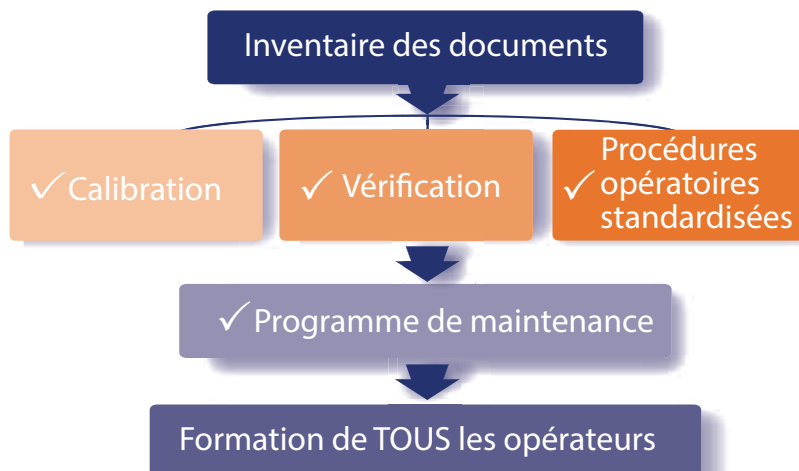 Inventaire des documents
✓ Calibration
✓ Vérification
Procédures
✓ opératoires
standardisées
✓ Programme de maintenance
Formation de TOUS les opérateurs